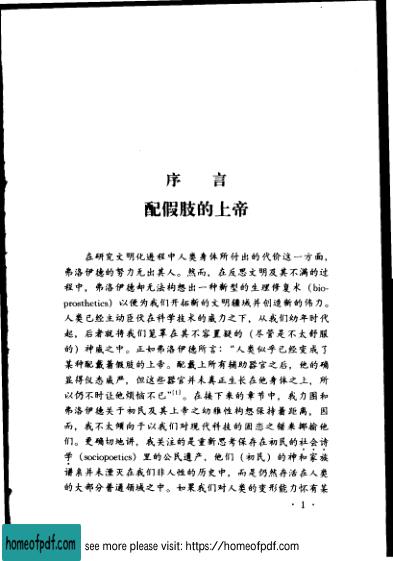 序 言
配假肢的上帝
在研究文明化进程中人类身体所付出的代价这一方面，
弗洛伊德的努力无出其人。然而，在反思文明及其不满的过
程中，弗洛伊德却无法构想出一种新型的生理修复术（bio-
prosthetics）以便为我们开拓新的文明疆域并创造新的伟力。
人类已经主动臣伏在科学技术的威力之下，从我们幼年时代
起，后者就将我们笼罩在其不容置疑的（尽管是不太舒服
的）神威之中。正如弗洛伊德所言：“人类似乎已经变成了
某种配戴着假肢的上帝。配戴上所有辅助器官之后，他的确
显得仪态威严，但这些器官并未真正生长在他身体之上，所
以仍不时让他烦恼不已”[1]。在接下来的章节中，我力图和
弗洛伊德关于初民及其上帝之幼稚性构想保持着距离，因
而，我不太倾向于以我们对现代科技的固恋之错来揶揄他
们。更确切地讲，我关注的是重新思考保存在初民的社会诗
学（sociopoetics）里的公民遗产，他们（初民）的神和家族
谱系并未湮灭在我们非人性的历史中，而是仍然存活在人类
的大部分普通领域之中。如果我们对人类的变形能力怀有某
· 1 ·
homeofpdf.com see more please visit: https://homeofpdf.com